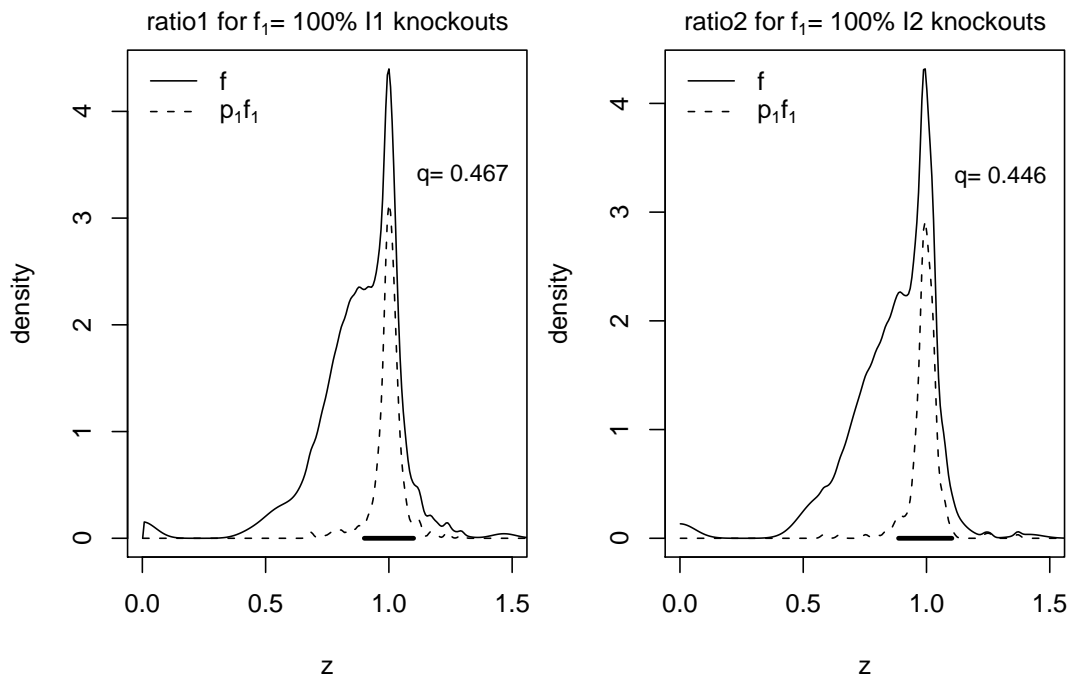 ratio1 for f₁= 100% I1 knockouts
f
p₁f₁
q= 0.467
density
0 1 2 3 4
0.0 0.5 1.0 1.5
z
ratio2 for f₁= 100% I2 knockouts
f
p₁f₁
q= 0.446
density
0 1 2 3 4
0.0 0.5 1.0 1.5
z